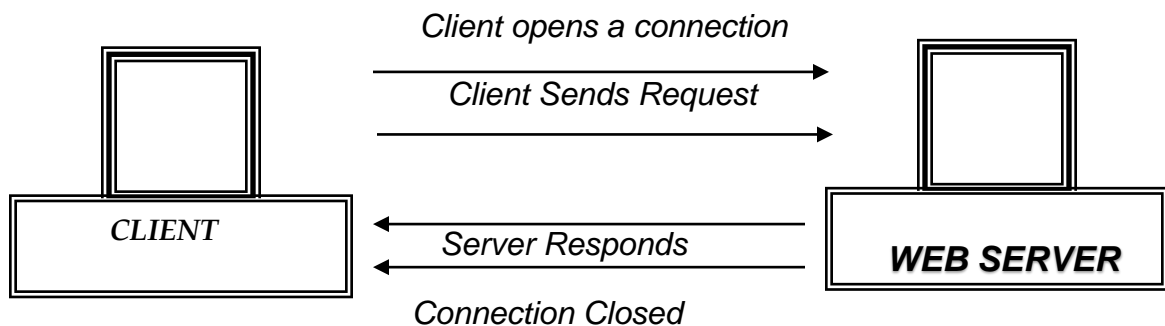 Client opens a connection
Client Sends Request
CLIENT
Server Responds
WEB SERVER
Connection Closed